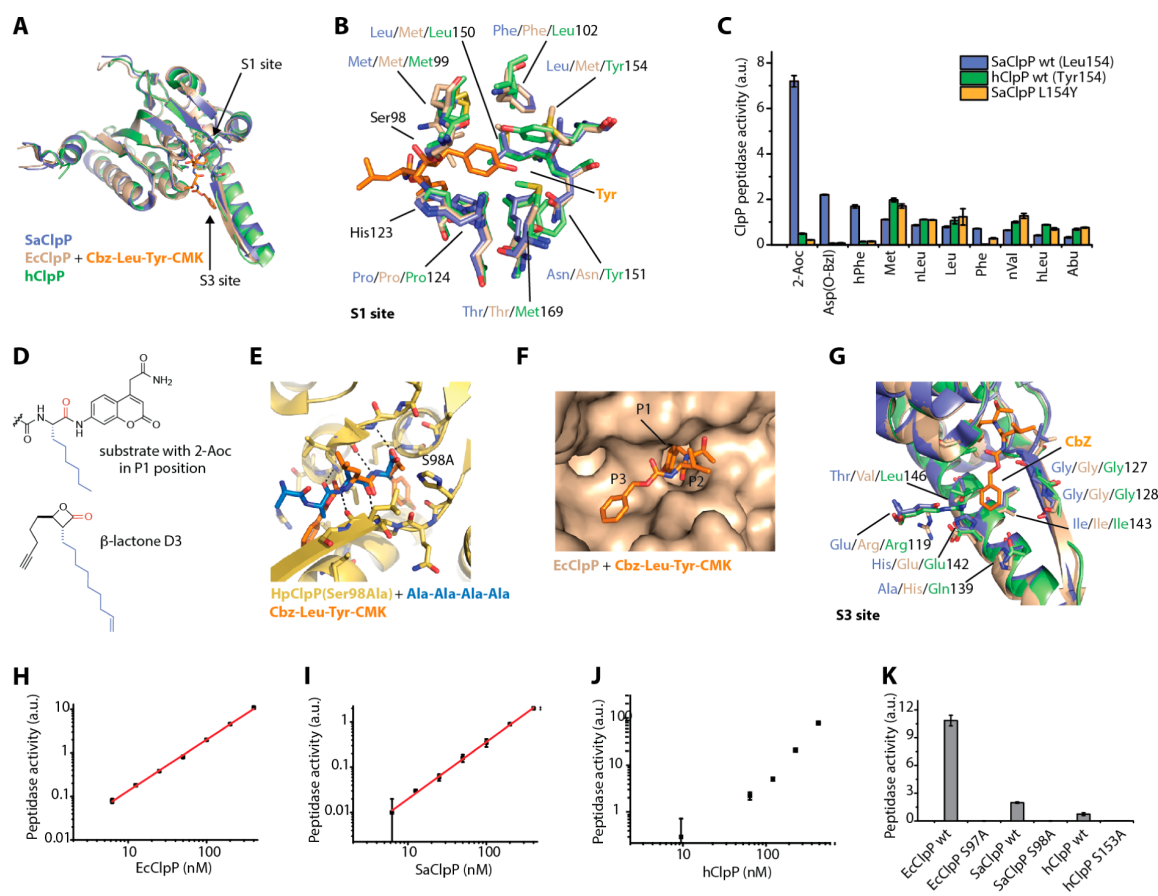 A
S1 site
SaClpP
EcClpP + Cbz-Leu-Tyr-CMK
hClpP
S3 site
B
Leu/Met/Leu150
Phe/Phe/Leu102
Met/Met/Met99
Leu/Met/Tyr154
Ser98
Tyr
His123
Pro/Pro/Pro124
Asn/Asn/Tyr151
Thr/Thr/Met169
S1 site
C
SaClpP wt (Leu154)
hClpP wt (Tyr154)
SaClpP L154Y
ClpP peptidase activity (a.u.)
8
6
4
2
0
2-Aoc
Asp(O-Bzl)
hPhe
Met
nLeu
Leu
Phe
nVal
hLeu
Abu
D
O
NH2
H
N
O
N
H
O
O
O
substrate with 2-Aoc
in P1 position
O
O
β-lactone D3
E
S98A
HpClpP(Ser98Ala) + Ala-Ala-Ala-Ala
Cbz-Leu-Tyr-CMK
F
P1
P3
P2
EcClpP + Cbz-Leu-Tyr-CMK
G
CbZ
Thr/Val/Leu146
Gly/Gly/Gly127
Gly/Gly/Gly128
Ile/Ile/Ile143
Glu/Arg/Arg119
His/Glu/Glu142
Ala/His/Gln139
S3 site
H
Peptidase activity (a.u.)
10
1
0.1
0.01
10
100
EcClpP (nM)
I
Peptidase activity (a.u.)
1
0.1
0.01
10
100
SaClpP (nM)
J
Peptidase activity (a.u.)
100
10
1
10
100
hClpP (nM)
K
Peptidase activity (a.u.)
12
9
6
3
0
EcClpP wt
EcClpP S97A
SaClpP wt
SaClpP S98A
hClpP wt
hClpP S153A